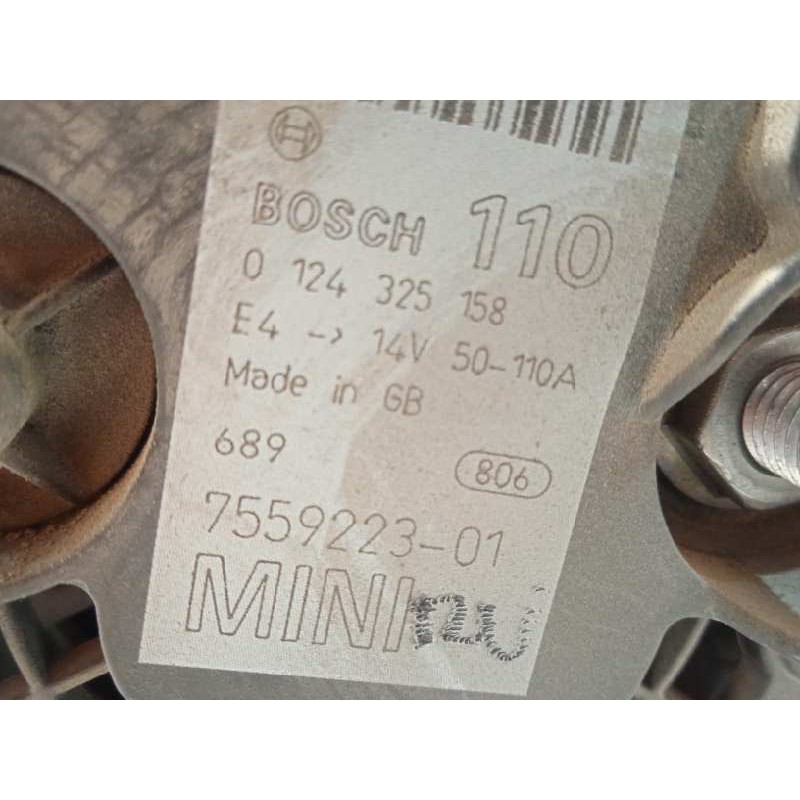 BOSCH 110
0 124 325 158
E4 -> 14V 50-110A
Made in GB
689 806
7559223-01
MINI